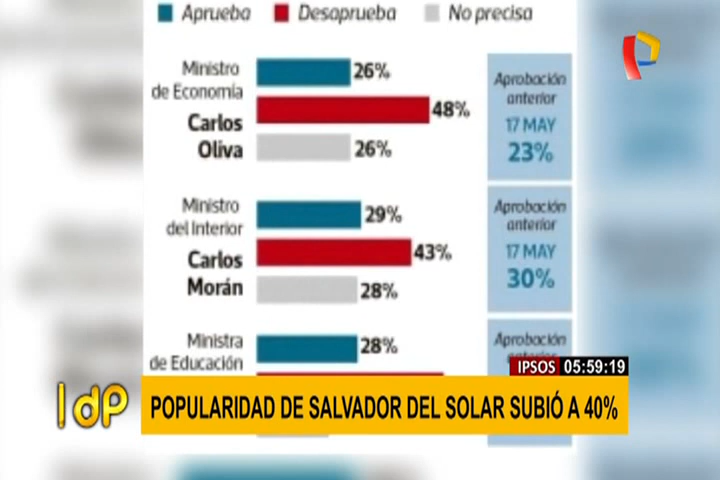 Aprueba Desaprueba No precisa
Ministro
de Economía
Carlos
Oliva
26%
48%
26%
Aprobación
anterior
17 MAY
23%
Ministro
del Interior
Carlos
Morán
29%
43%
28%
Aprobación
anterior
17 MAY
30%
Ministra
de Educación
28%
Aprobación
IPSOS 05:59:19
ldP
POPULARIDAD DE SALVADOR DEL SOLAR SUBIÓ A 40%